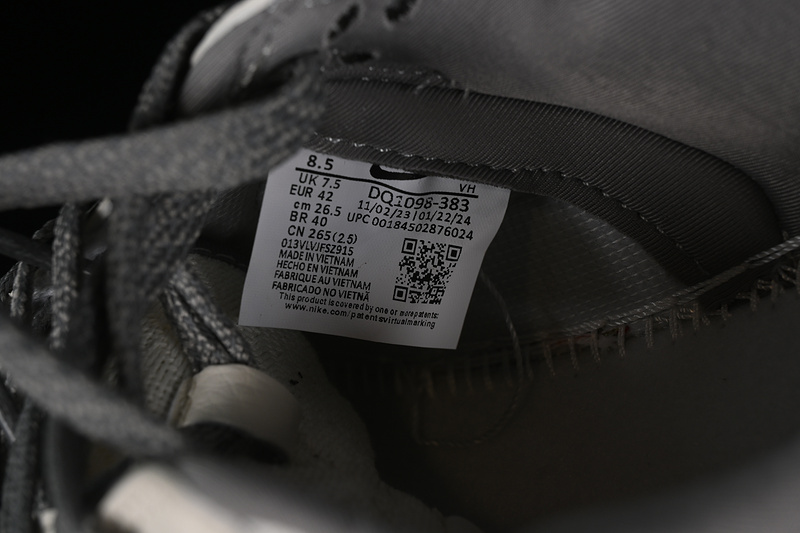 8.5
VH
UK 7.5
DQ1098-383
EUR 42
11/02/23 | 01/22/24
cm 26.5
UPC 00184502876024
BR 40
CN 265 (2.5)
013VLVJFSZ91S
MADE IN VIETNAM
HECHO EN VIETNAM
FABRIQUE AU VIETNAM
FABRICADO NO VIETNÃ
This product is covered by one or more patents:
www.nike.com/patentsvirtualmarking